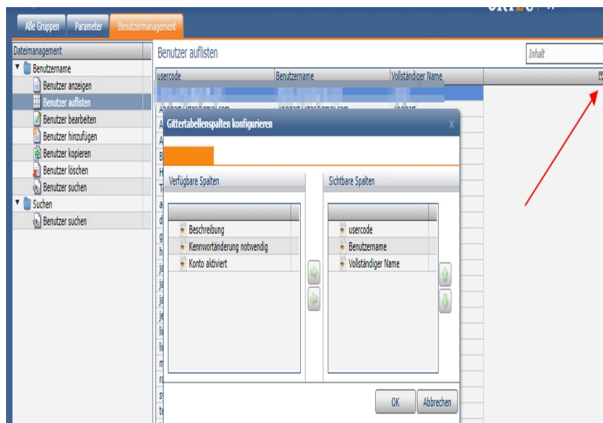 Alle Gruppen Parameter Benutzermanagement
Dateimanagement
Benutzername
Benutzer anzeigen
Benutzer auflisten
Benutzer bearbeiten
Benutzer hinzufügen
Benutzer kopieren
Benutzer löschen
Benutzer suchen
Suchen
Benutzer suchen
Benutzer auflisten
Inhalt
usercode Benutzername Vollständiger Name
Gittertabellenspalten konfigurieren X
Verfügbare Spalten
Beschreibung
Kennwortänderung notwendig
Konto aktiviert
Sichtbare Spalten
usercode
Benutzername
Vollständiger Name
OK Abbrechen